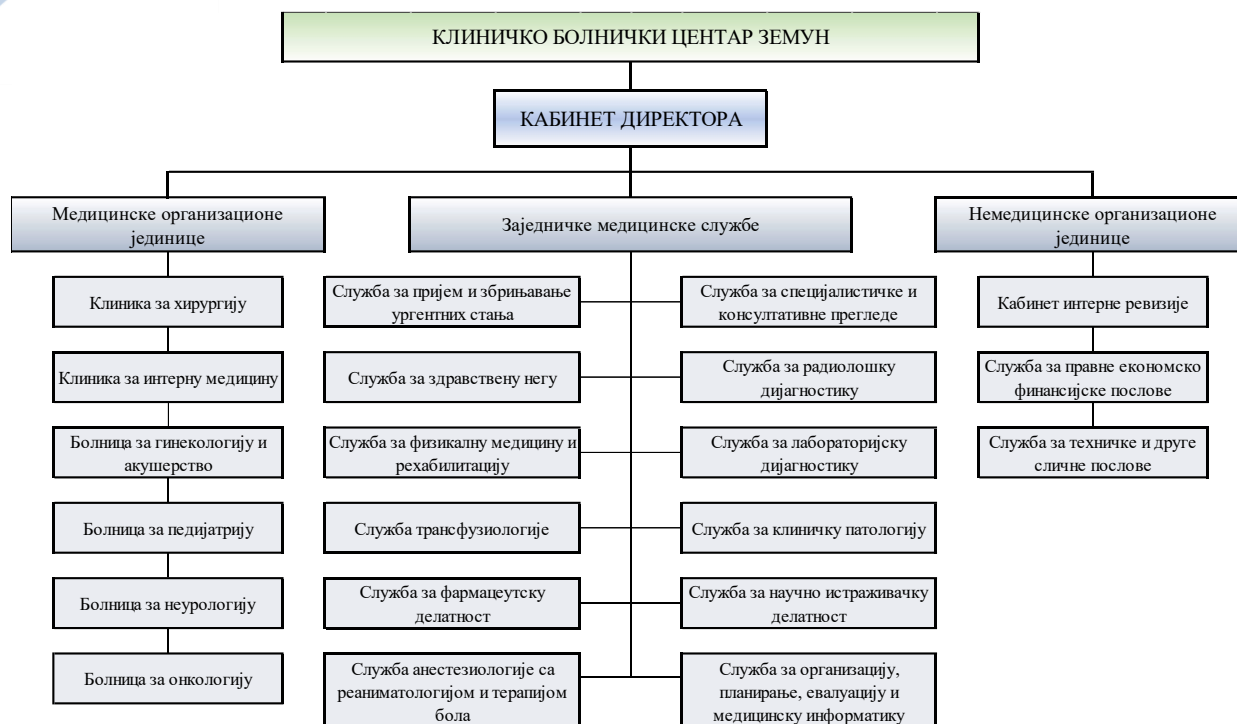 КЛИНИЧКО БОЛНИЧКИ ЦЕНТАР ЗЕМУН
КАБИНЕТ ДИРЕКТОРА
Медицинске организационе
јединице
Клиника за хирургију
Клиника за интерну медицину
Болница за гинекологију и
акушерство
Болница за педијатрију
Болница за неурологију
Болница за онкологију
Заједничке медицинске службе
Служба за пријем и збрињавање
ургентних стања
Служба за специјалистичке и
консултативне прегледе
Служба за здравствену негу
Служба за радиолошку
дијагностику
Служба за физикалну медицину и
рехабилитацију
Служба за лабораторијску
дијагностику
Служба трансфузиологије
Служба за клиничку патологију
Служба за фармацеутску
делатност
Служба за научно истраживачку
делатност
Служба анестезиологије са
реаниматологијом и терапијом
бола
Служба за организацију,
планирање, евалуацију и
медицинску информатику
Немедицинске организационе
јединице
Кабинет интерне ревизије
Служба за правне економско
финансијске послове
Служба за техничке и друге
сличне послове